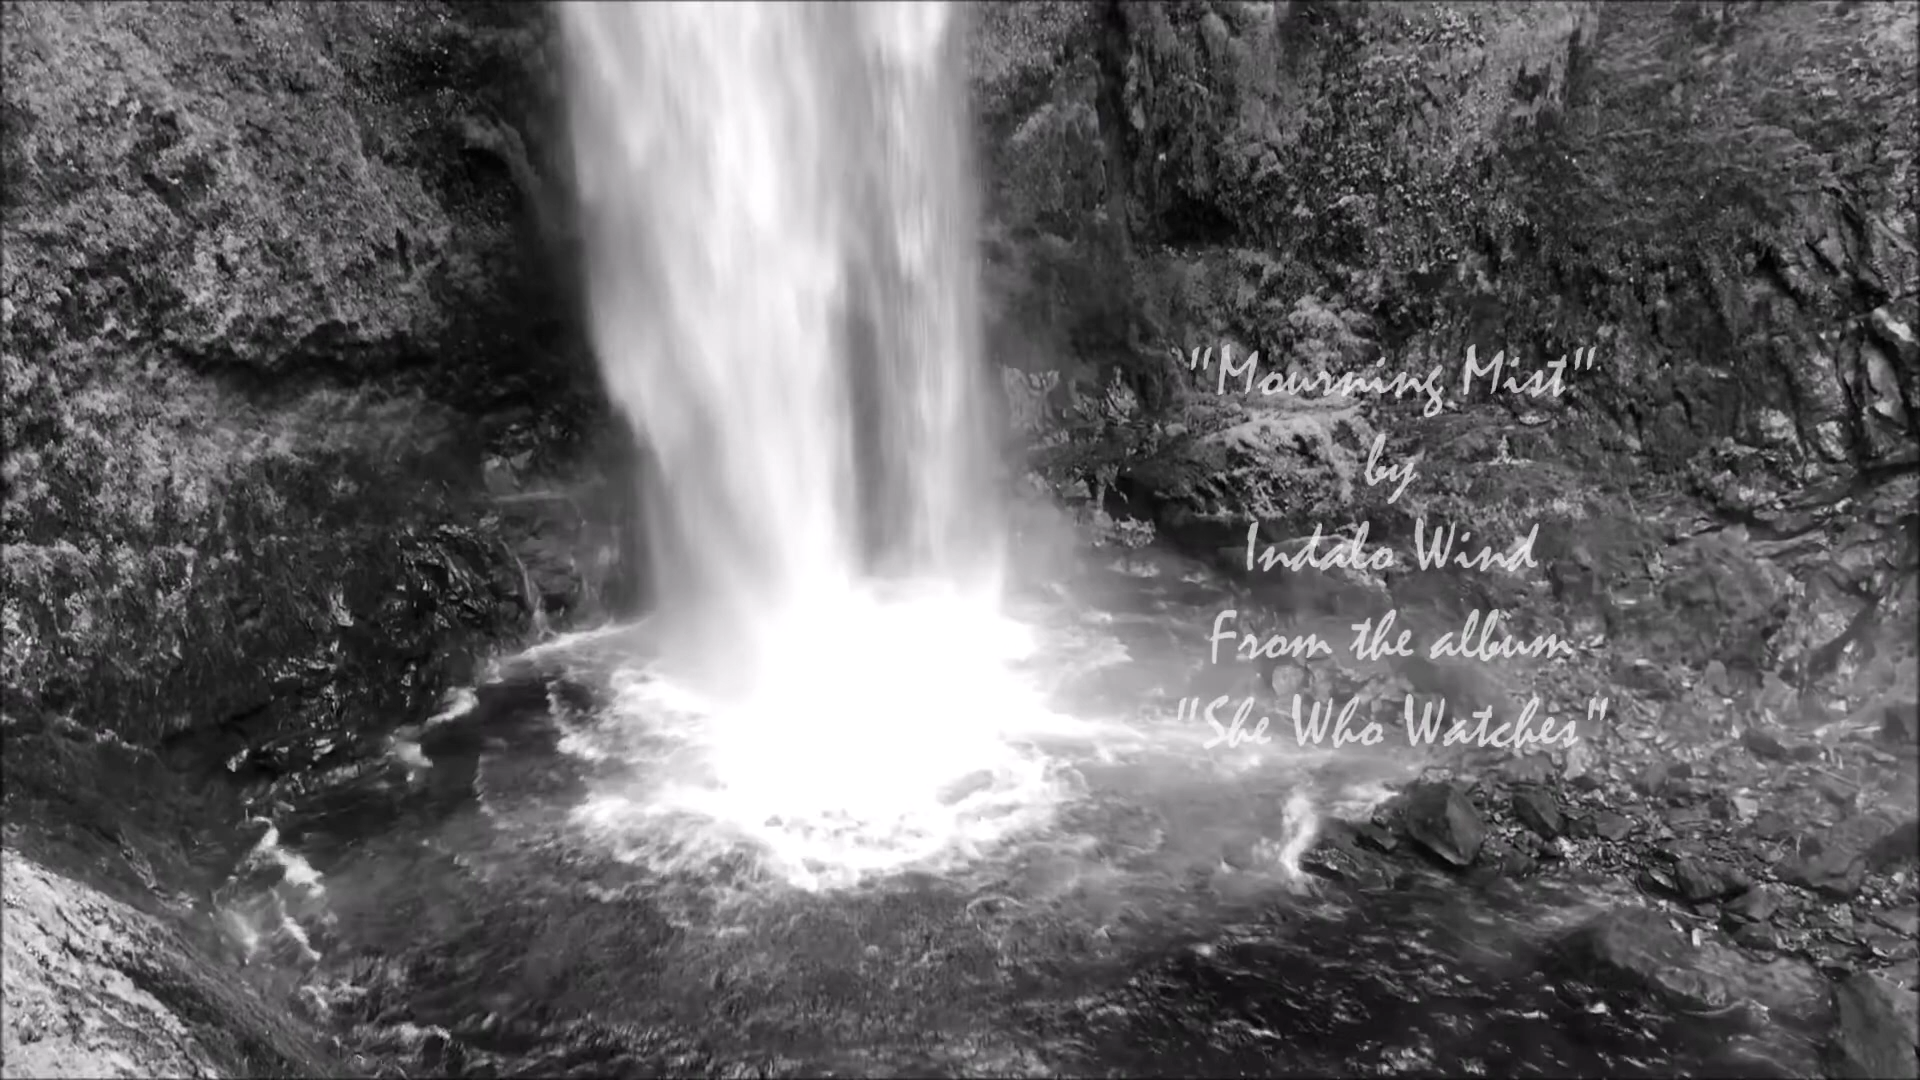 "Mourning Mist"
by
Indalo Wind
From the album
"She Who Watches"